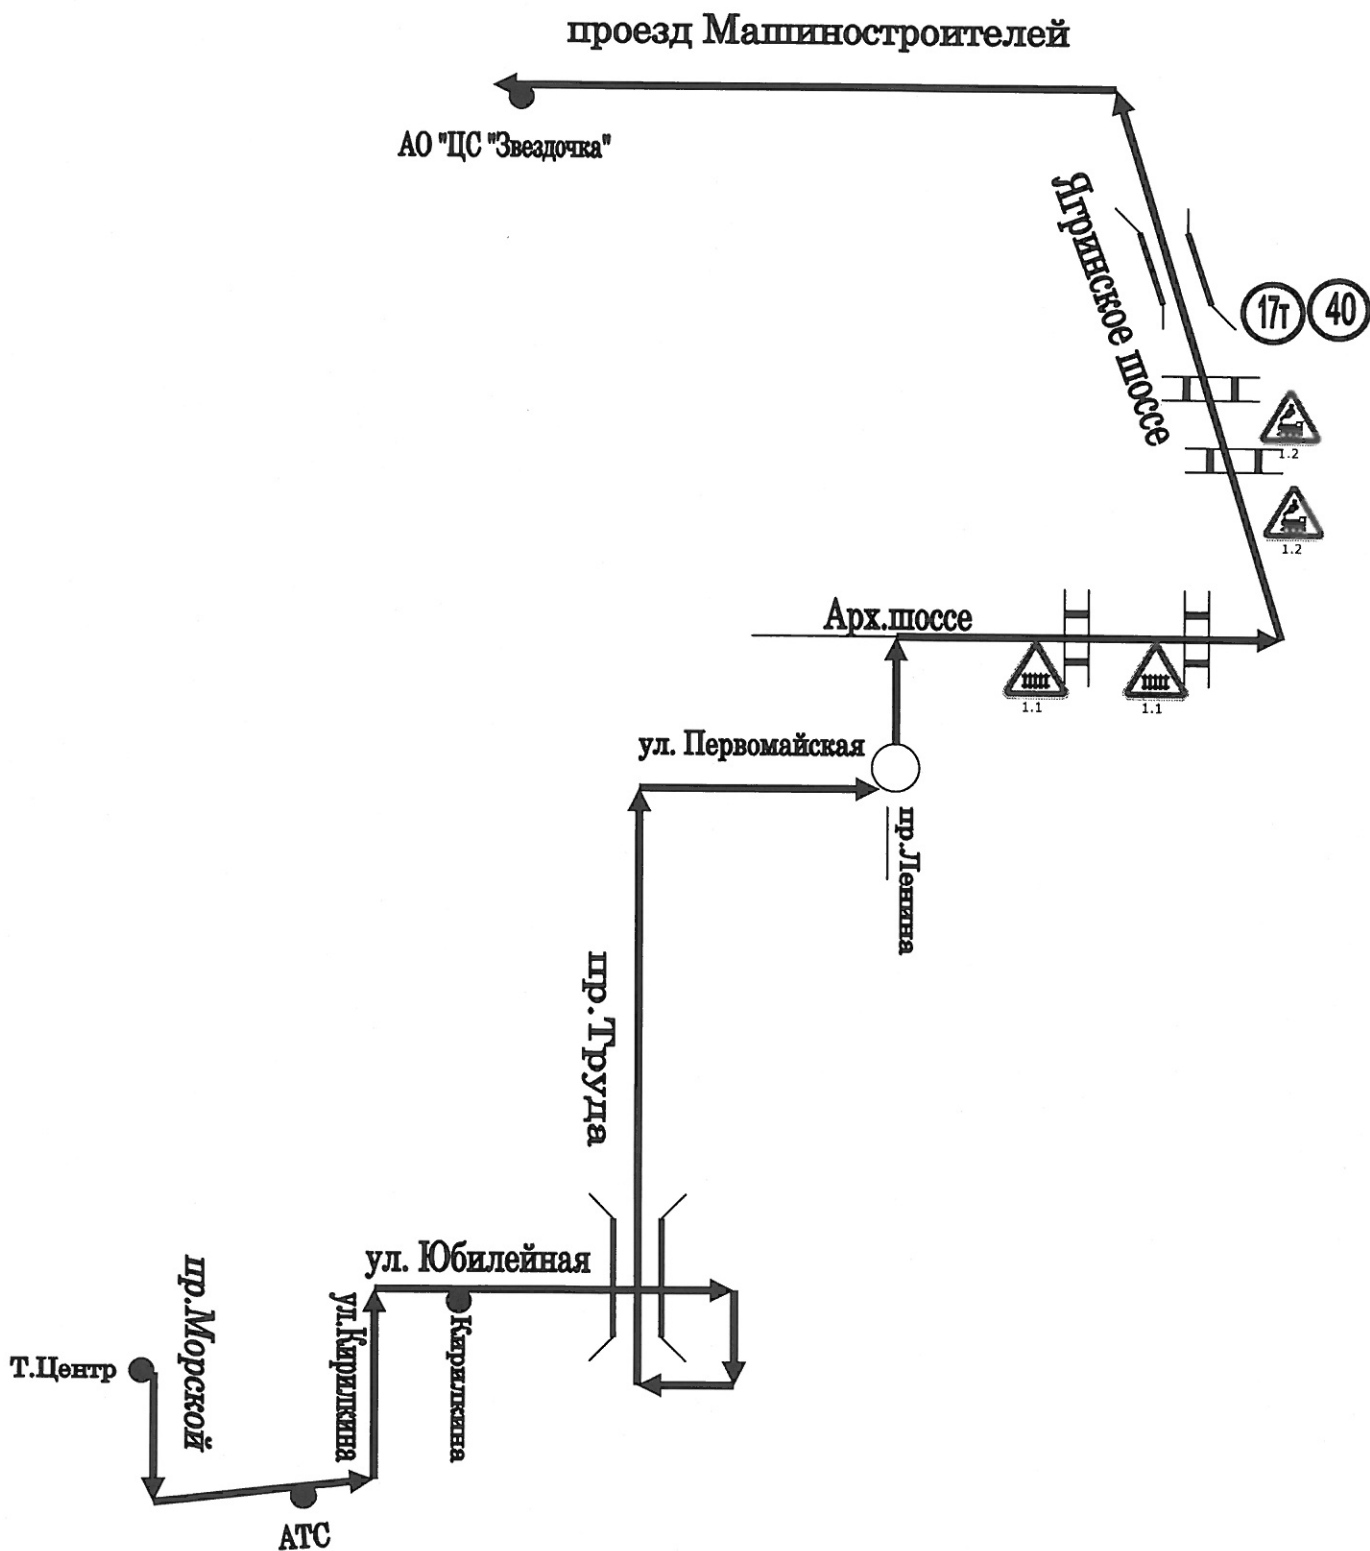 проезд Машиностроителей
АО "ЦС "Звездочка"
Ягринское шоссе
17т
40
1.2
1.2
Арх.шоссе
1.1
1.1
ул. Первомайская
пр.Ленина
пр.Труда
ул. Юбилейная
пр.Морской
ул.Кирилкина
Кирилкина
Т.Центр
АТС